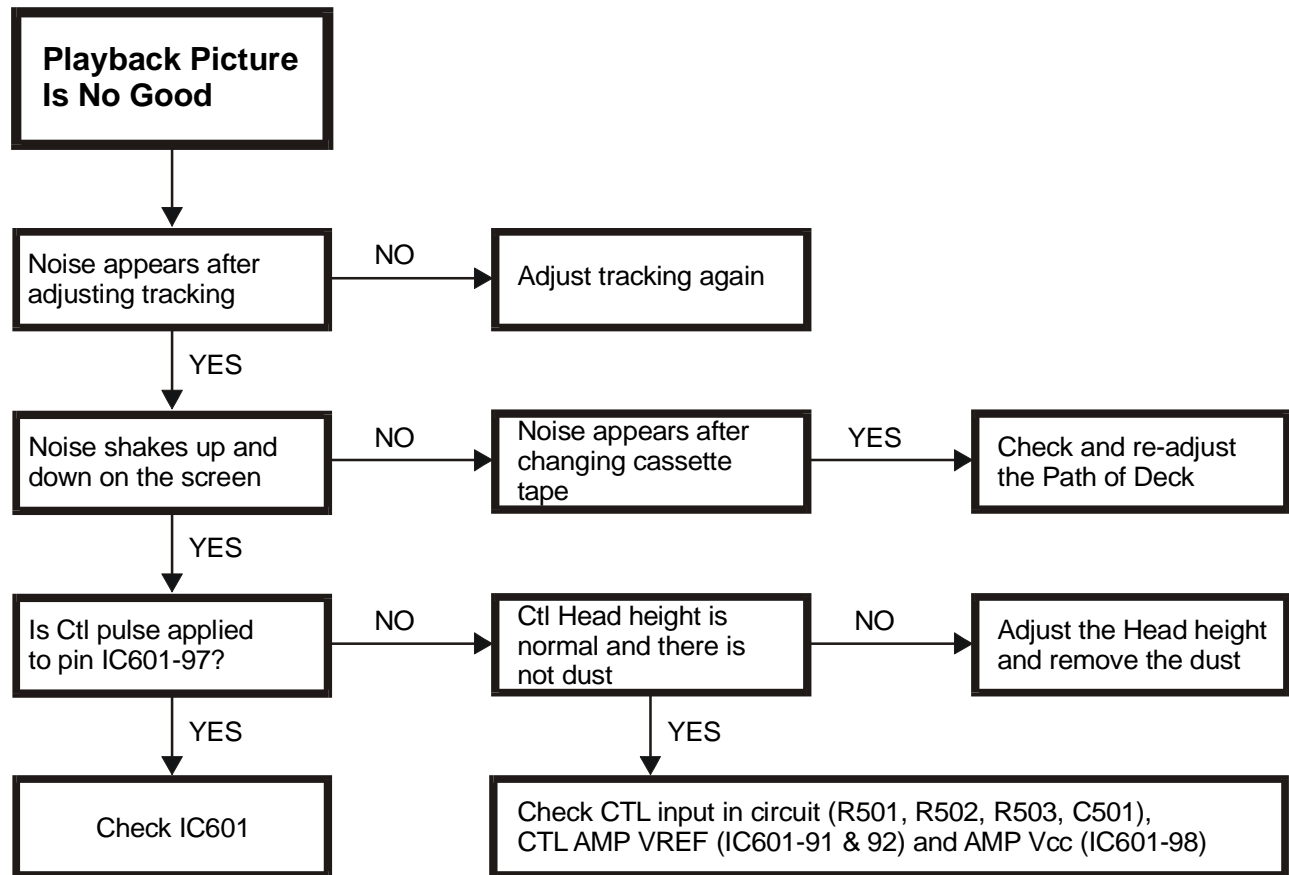 Playback Picture
Is No Good
Noise appears after
adjusting tracking
NO
Adjust tracking again
YES
Noise shakes up and
down on the screen
NO
Noise appears after
changing cassette
tape
YES
Check and re-adjust
the Path of Deck
YES
Is Ctl pulse applied
to pin IC601-97?
NO
Ctl Head height is
normal and there is
not dust
NO
Adjust the Head height
and remove the dust
YES
YES
Check IC601
Check CTL input in circuit (R501, R502, R503, C501),
CTL AMP VREF (IC601-91 & 92) and AMP Vcc (IC601-98)